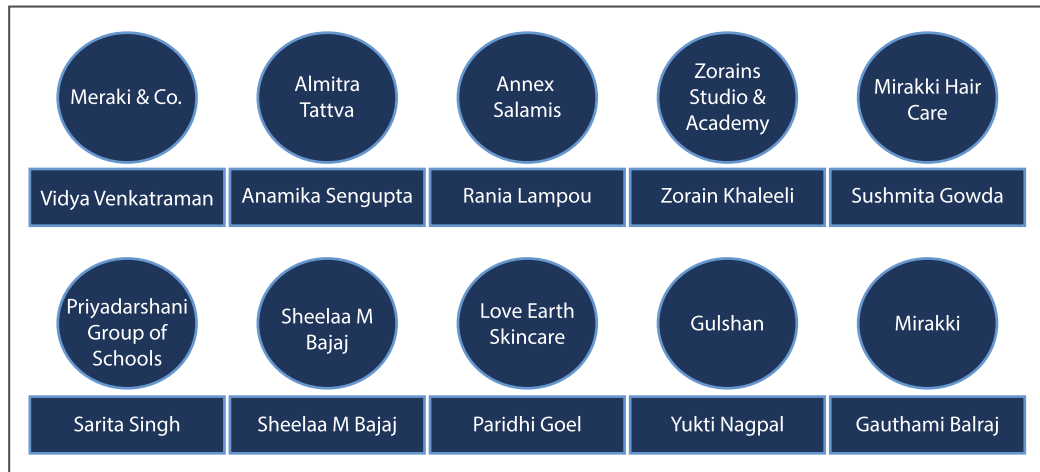 Meraki & Co.
Almitra
Tattva
Annex
Salamis
Zorains
Studio &
Academy
Mirakki Hair
Care
Vidya Venkatraman
Anamika Sengupta
Rania Lampou
Zorain Khaleeli
Sushmita Gowda
Priyadarshani
Group of
Schools
Sheelaa M
Bajaj
Love Earth
Skincare
Gulshan
Mirakki
Sarita Singh
Sheelaa M Bajaj
Paridhi Goel
Yukti Nagpal
Gauthami Balraj